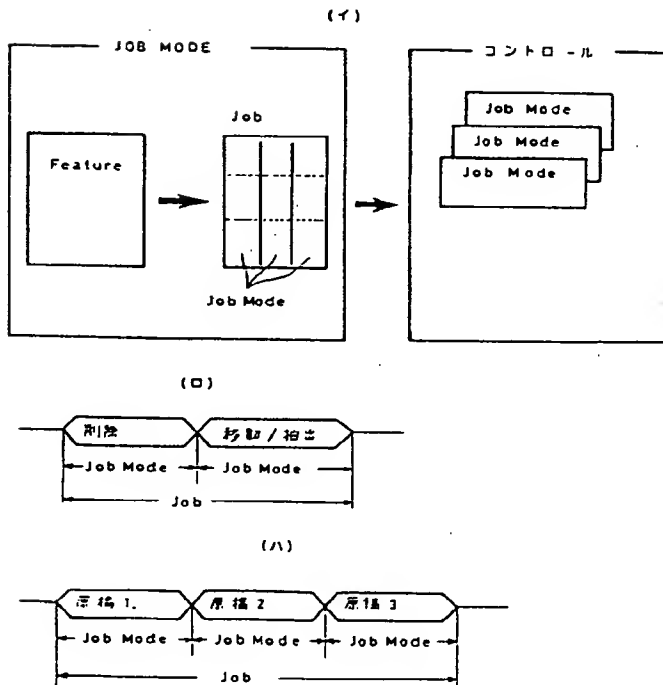 (イ)
JOB MODE
コントロール
Job
Feature
Job Mode
Job Mode
Job Mode
Job Mode
(ロ)
削除
移動/抽出
Job Mode
Job Mode
Job
(ハ)
原稿1.
原稿2
原稿3
Job Mode
Job Mode
Job Mode
Job